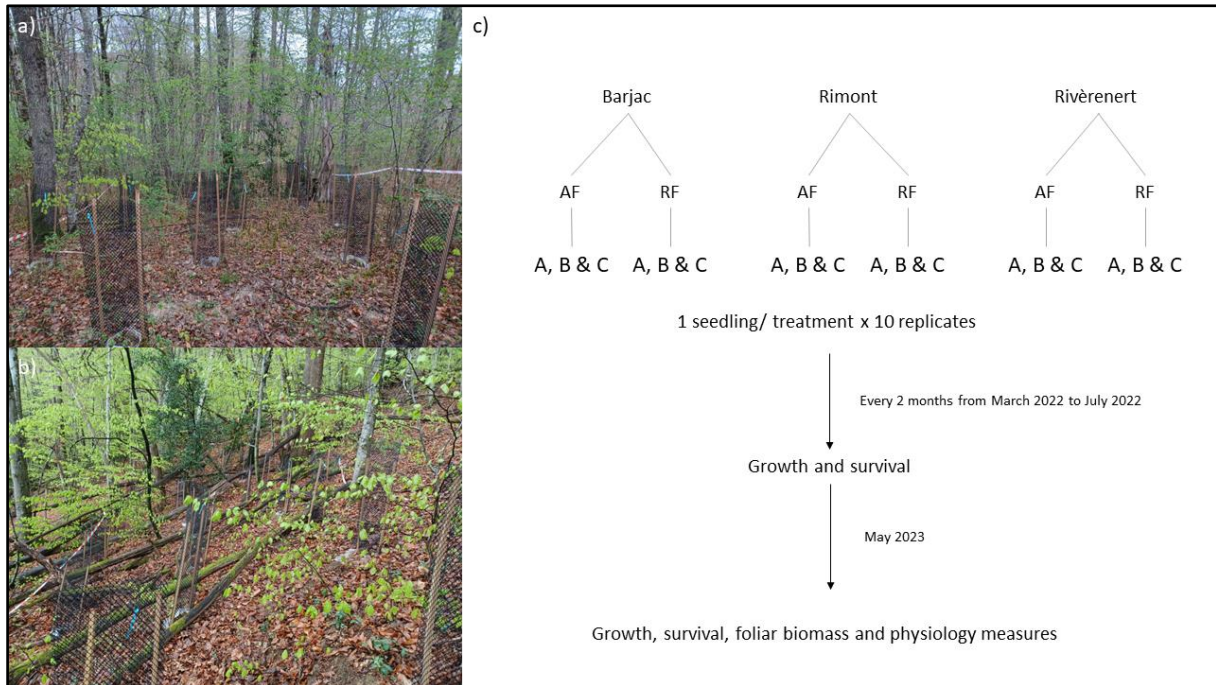 a)
b)
c)
Barjac Rimont Rivèrenert
AF RF AF RF AF RF
A, B & C A, B & C A, B & C A, B & C A, B & C A, B & C
1 seedling/ treatment x 10 replicates
Every 2 months from March 2022 to July 2022
Growth and survival
May 2023
Growth, survival, foliar biomass and physiology measures